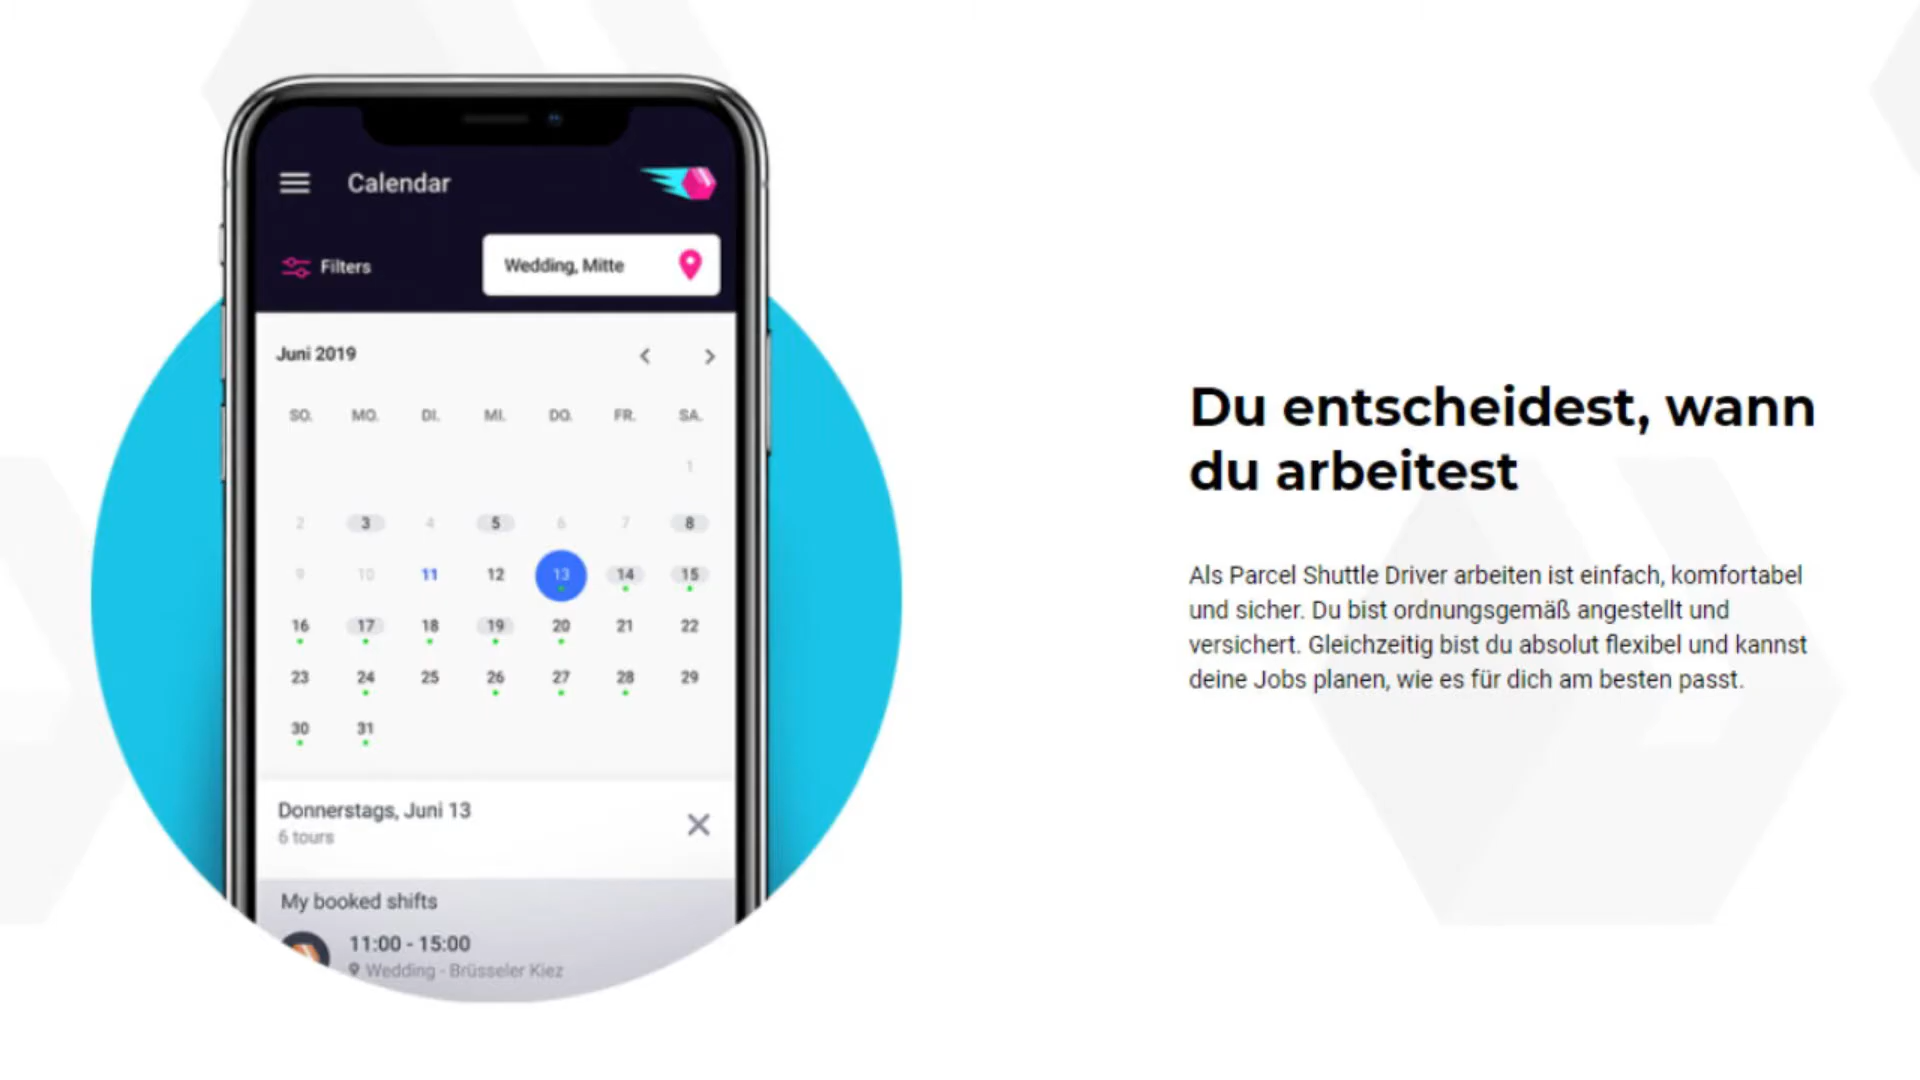 Calendar
Filters
Wedding, Mitte
Juni 2019
SO. MO. DI. MI. DO. FR. SA.
1
2 3 4 5 6 7 8
9 10 11 12 13 14 15
16 17 18 19 20 21 22
23 24 25 26 27 28 29
30 31
Donnerstags, Juni 13
6 tours
My booked shifts
11:00 - 15:00
Wedding - Brüsseler Kiez
Du entscheidest, wann
du arbeitest
Als Parcel Shuttle Driver arbeiten ist einfach, komfortabel
und sicher. Du bist ordnungsgemäß angestellt und
versichert. Gleichzeitig bist du absolut flexibel und kannst
deine Jobs planen, wie es für dich am besten passt.